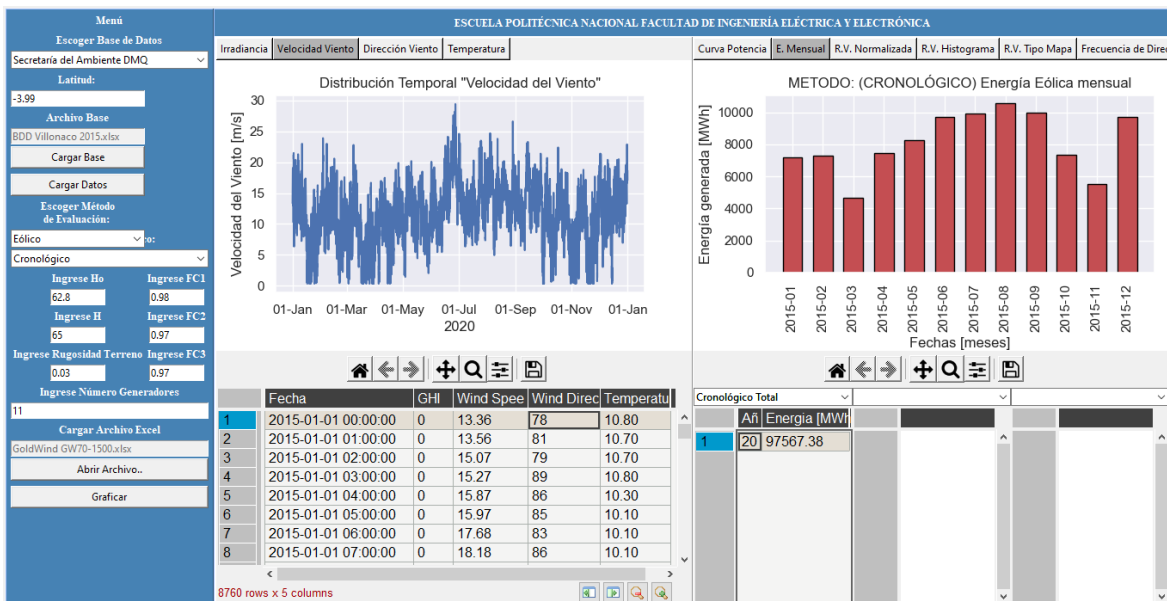 Menú
ESCUELA POLITÉCNICA NACIONAL FACULTAD DE INGENIERÍA ELÉCTRICA Y ELECTRÓNICA
Escoger Base de Datos
Secretaría del Ambiente DMQ
Latitud:
-3.99
Archivo Base
BDD Villonaco 2015.xlsx
Cargar Base
Cargar Datos
Escoger Método
de Evaluación:
Eólico
Cronológico
Ingrese Ho Ingrese FC1
62.8 0.98
Ingrese H Ingrese FC2
65 0.97
Ingrese Rugosidad Terreno Ingrese FC3
0.03 0.97
Ingrese Número Generadores
11
Cargar Archivo Excel
GoldWind GW70-1500.xlsx
Abrir Archivo..
Graficar
Irradiancia Velocidad Viento Dirección Viento Temperatura
Distribución Temporal "Velocidad del Viento"
Velocidad del Viento [m/s]
30
25
20
15
10
5
0
01-Jan 01-Mar 01-May 01-Jul 01-Sep 01-Nov 01-Jan
2020
Fecha GHI Wind Spee Wind Direc Temperatu
1 2015-01-01 00:00:00 0 13.36 78 10.80
2 2015-01-01 01:00:00 0 13.56 81 10.70
3 2015-01-01 02:00:00 0 15.07 79 10.70
4 2015-01-01 03:00:00 0 15.27 89 10.80
5 2015-01-01 04:00:00 0 15.87 86 10.30
6 2015-01-01 05:00:00 0 15.97 85 10.10
7 2015-01-01 06:00:00 0 17.68 83 10.10
8 2015-01-01 07:00:00 0 18.18 86 10.10
8760 rows x 5 columns
Curva Potencia E. Mensual R.V. Normalizada R.V. Histograma R.V. Tipo Mapa Frecuencia de Direc
METODO: (CRONOLÓGICO) Energía Eólica mensual
Energía generada [MWh]
10000
8000
6000
4000
2000
0
2015-01 2015-02 2015-03 2015-04 2015-05 2015-06 2015-07 2015-08 2015-09 2015-10 2015-11 2015-12
Fechas [meses]
Cronológico Total
Añ Energia [MWh
1 20 97567.38